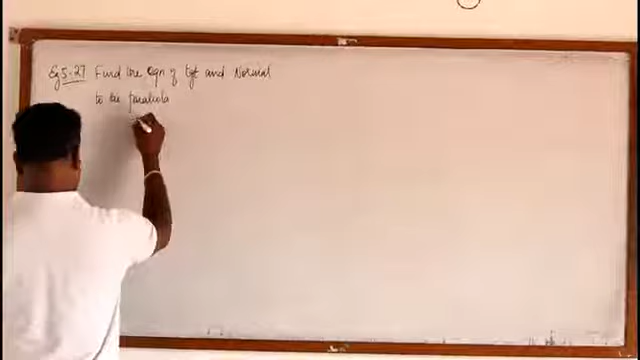 Eg 5.27 Find the eqn of tgt and Normal
to the parabola